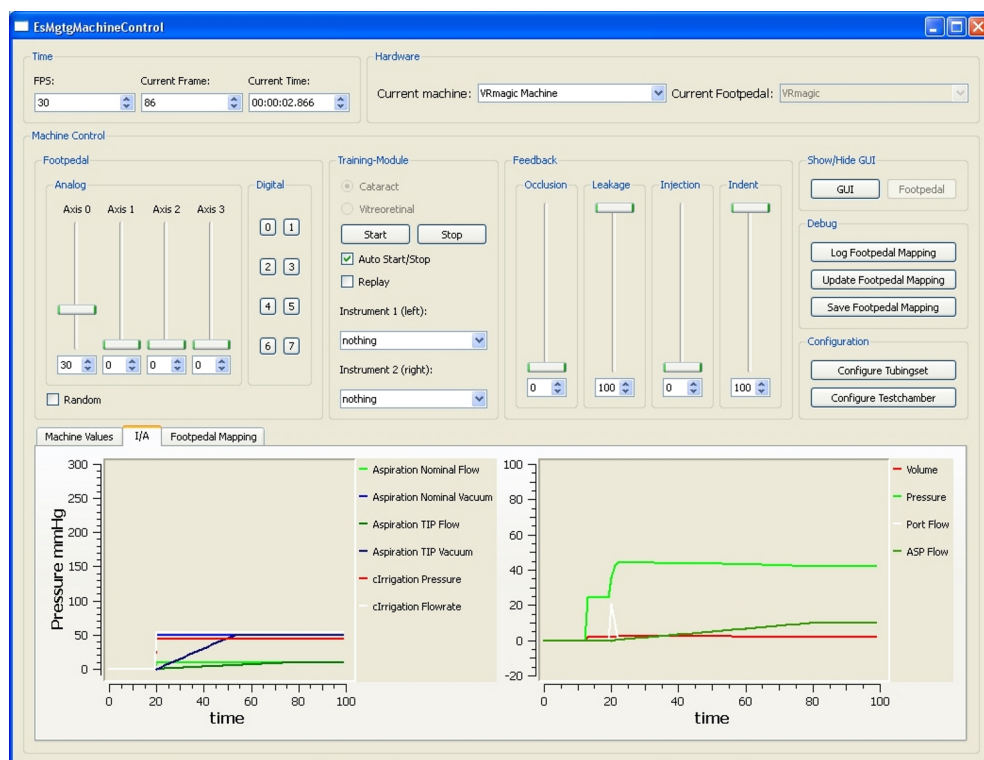 EsMgtgMachineControl
Time
FPS:
Current Frame:
Current Time:
30
86
00:00:02.866
Hardware
Current machine:
VRmagic Machine
Current Footpedal:
VRmagic
Machine Control
Footpedal
Analog
Axis 0
Axis 1
Axis 2
Axis 3
30
0
0
0
Random
Digital
0 1
2 3
4 5
6 7
Training-Module
Cataract
Vitreoretinal
Start
Stop
Auto Start/Stop
Replay
Instrument 1 (left):
nothing
Instrument 2 (right):
nothing
Feedback
Occlusion
Leakage
Injection
Indent
0
100
0
100
Show/Hide GUI
GUI
Footpedal
Debug
Log Footpedal Mapping
Update Footpedal Mapping
Save Footpedal Mapping
Configuration
Configure Tubingset
Configure Testchamber
Machine Values
I/A
Footpedal Mapping
Pressure mmHg
300
250
200
150
100
50
0
0 20 40 60 80 100
time
Aspiration Nominal Flow
Aspiration Nominal Vacuum
Aspiration TIP Flow
Aspiration TIP Vacuum
cIrrigation Pressure
cIrrigation Flowrate
100
80
60
40
20
0
-20
0 20 40 60 80 100
time
Volume
Pressure
Port Flow
ASP Flow